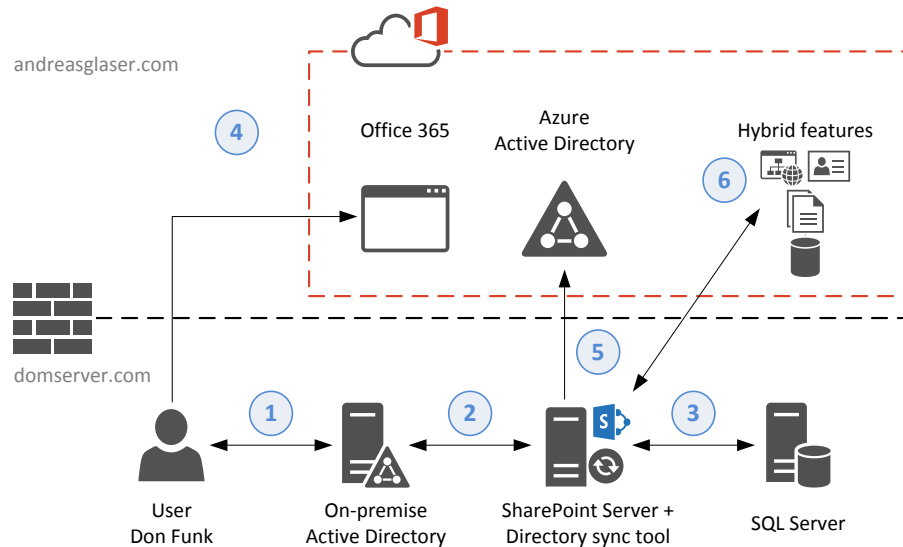 andreasglaser.com
4
Office 365
Azure
Active Directory
Hybrid features
6
domserver.com
5
1
2
S
3
User
Don Funk
On-premise
Active Directory
SharePoint Server +
Directory sync tool
SQL Server